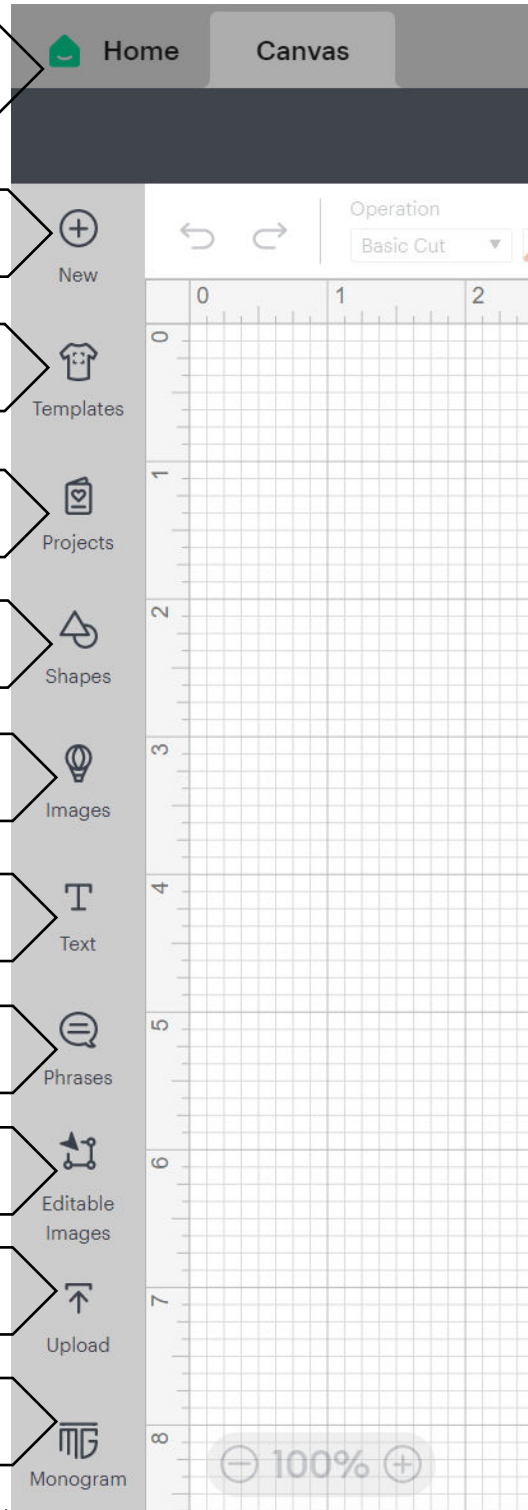 Home Canvas
Operation
Basic Cut
New
0 1 2
0
Templates
1
Projects
2
Shapes
3
Images
4
Text
5
Phrases
6
Editable
Images
7
Upload
8
100%
MG
Monogram